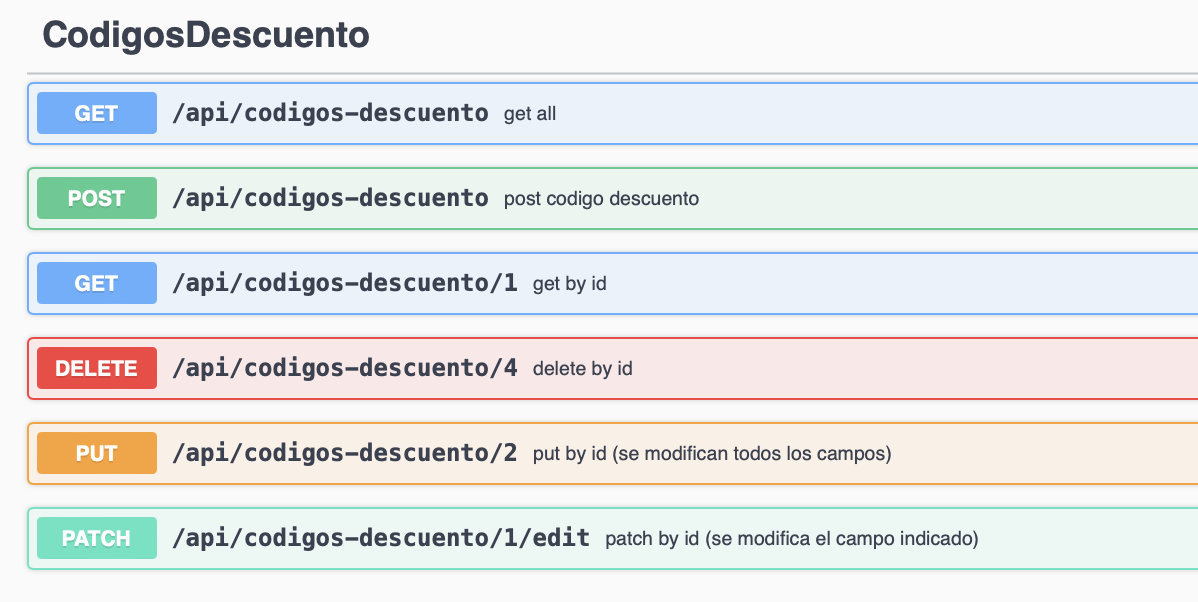 CodigosDescuento
GET /api/codigos-descuento get all
POST /api/codigos-descuento post codigo descuento
GET /api/codigos-descuento/1 get by id
DELETE /api/codigos-descuento/4 delete by id
PUT /api/codigos-descuento/2 put by id (se modifican todos los campos)
PATCH /api/codigos-descuento/1/edit patch by id (se modifica el campo indicado)